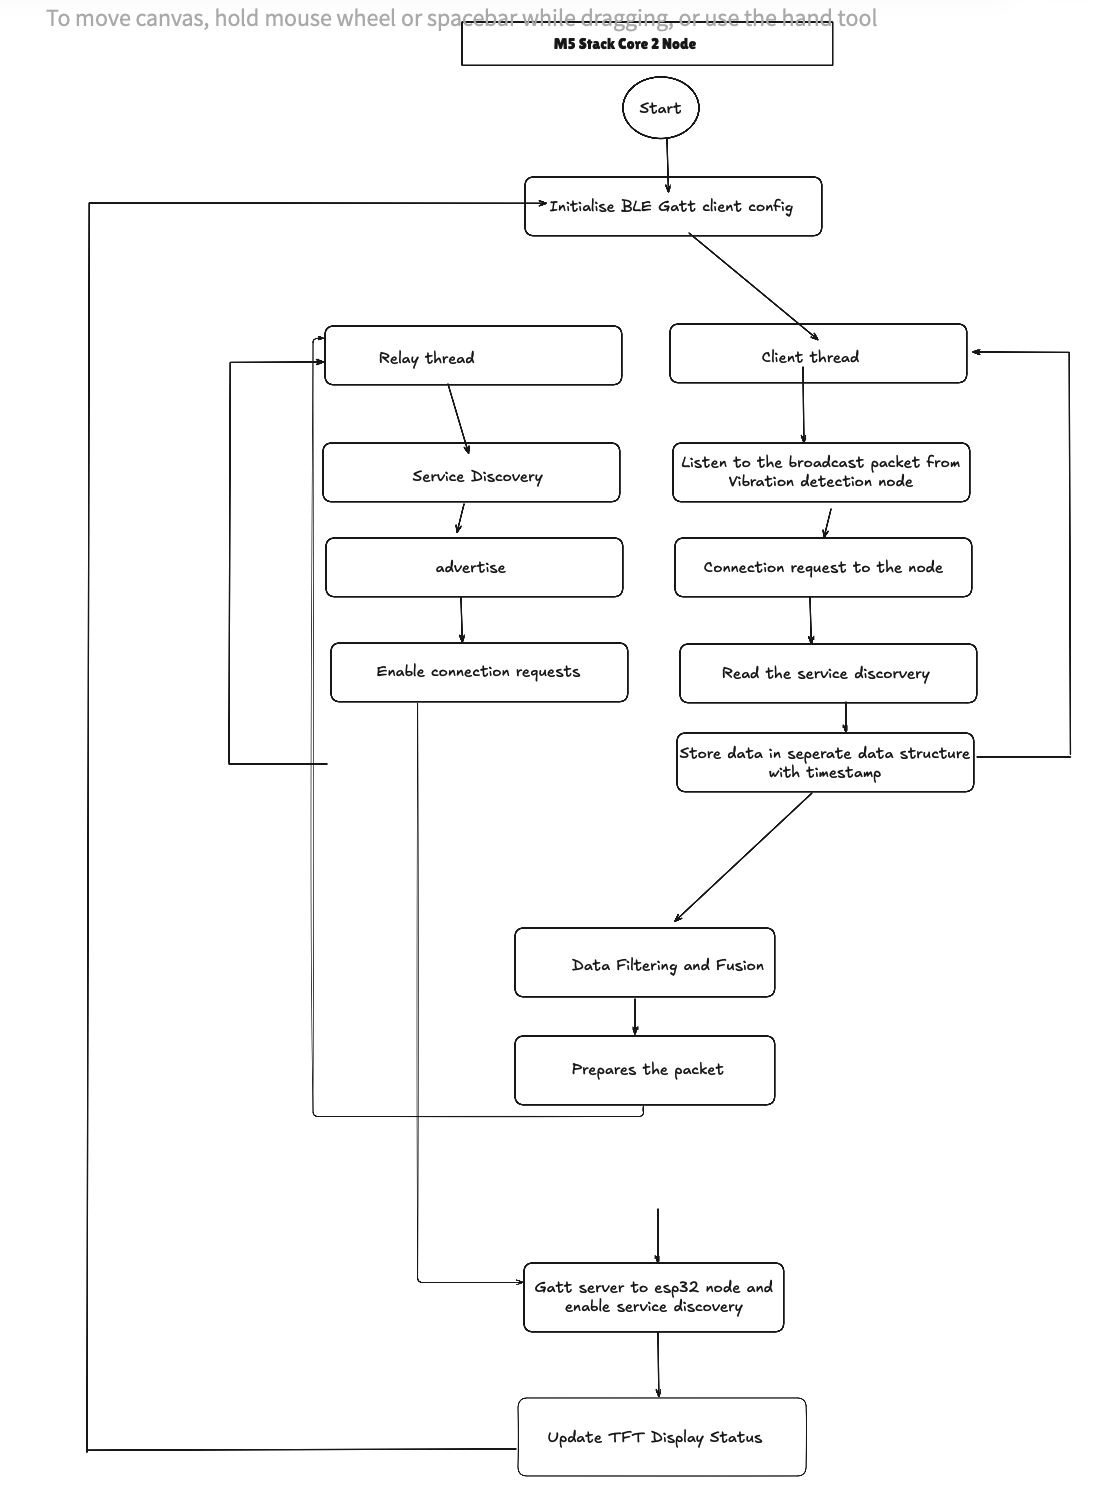 To move canvas, hold mouse wheel or spacebar while dragging, or use the hand tool
M5 Stack Core 2 Node
Start
Initialise BLE Gatt client config
Relay thread
Client thread
Service Discovery
Listen to the broadcast packet from
Vibration detection node
advertise
Connection request to the node
Enable connection requests
Read the service discorvery
Store data in seperate data structure
with timestamp
Data Filtering and Fusion
Prepares the packet
Gatt server to esp32 node and
enable service discovery
Update TFT Display Status